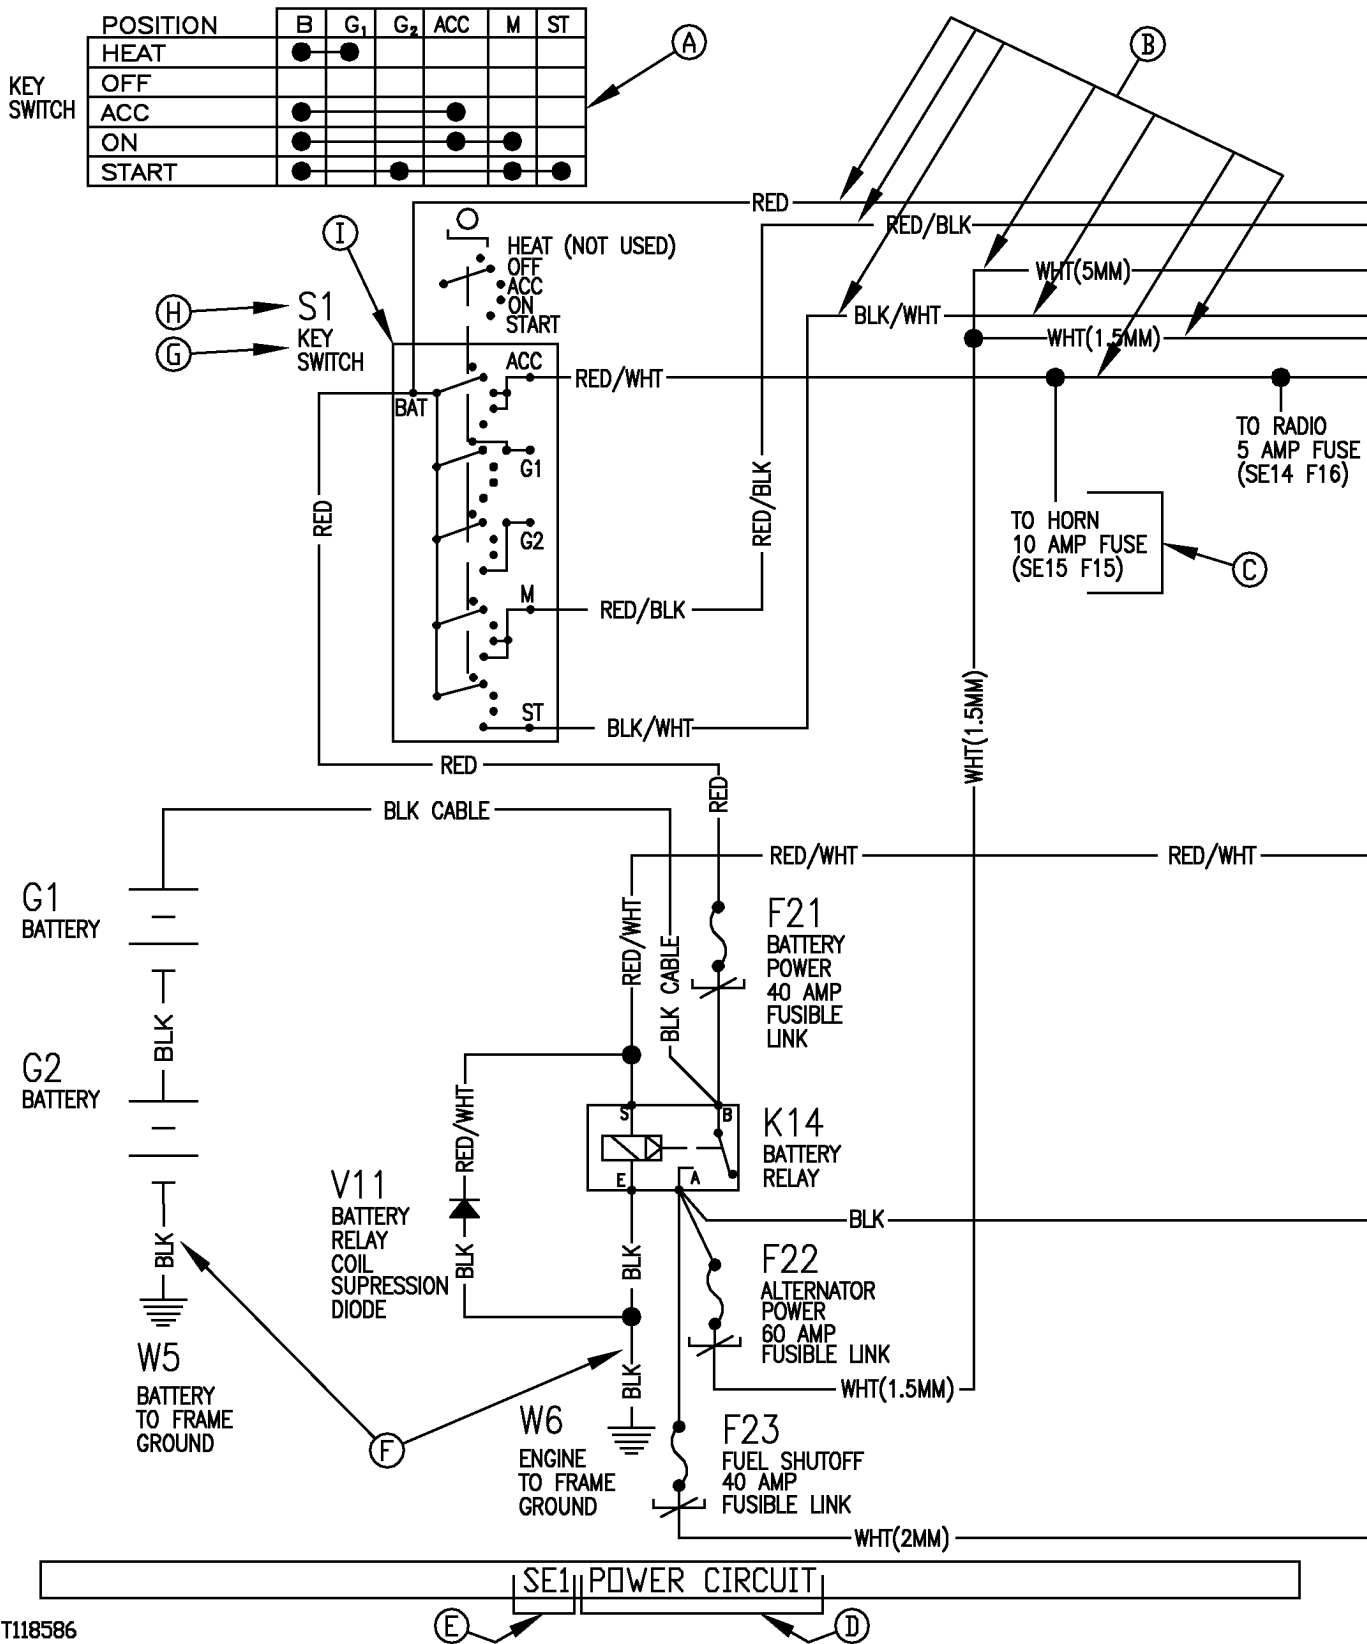 POSITION B G1 G2 ACC M ST
HEAT
OFF
ACC
ON
START
KEY
SWITCH
A
B
RED
RED/BLK
WHT(5MM)
BLK/WHT
WHT(1.5MM)
I
HEAT (NOT USED)
OFF
ACC
ON
START
H
S1
G
KEY
SWITCH
ACC
RED/WHT
BAT
G1
G2
M
RED/BLK
ST
BLK/WHT
RED
RED/BLK
TO RADIO
5 AMP FUSE
(SE14 F16)
TO HORN
10 AMP FUSE
(SE15 F15)
C
WHT(1.5MM)
RED
RED
BLK CABLE
RED/WHT
RED/WHT
G1
BATTERY
RED/WHT
BLK CABLE
F21
BATTERY
POWER
40 AMP
FUSIBLE
LINK
BLK
G2
BATTERY
RED/WHT
S
B
E
A
K14
BATTERY
RELAY
V11
BATTERY
RELAY
COIL
SUPRESSION
DIODE
BLK
BLK
BLK
BLK
F22
ALTERNATOR
POWER
60 AMP
FUSIBLE LINK
WHT(1.5MM)
W5
BATTERY
TO FRAME
GROUND
F
BLK
W6
ENGINE
TO FRAME
GROUND
F23
FUEL SHUTOFF
40 AMP
FUSIBLE LINK
WHT(2MM)
SE1 POWER CIRCUIT
E
D
T118586